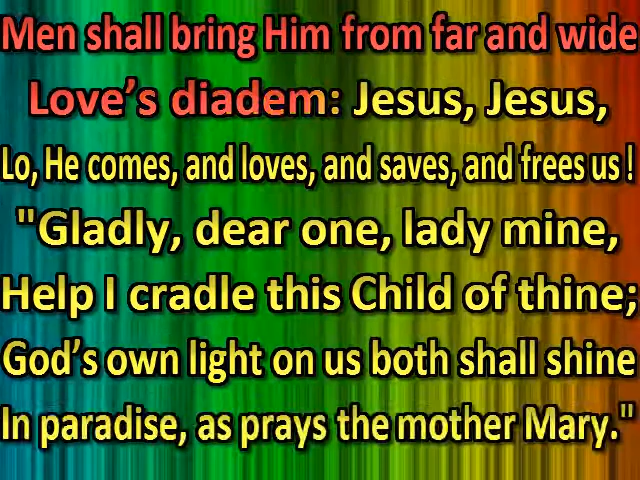 Men shall bring Him from far and wide
Love’s diadem: Jesus, Jesus,
Lo, He comes, and loves, and saves, and frees us !
"Gladly, dear one, lady mine,
Help I cradle this Child of thine;
God’s own light on us both shall shine
In paradise, as prays the mother Mary."